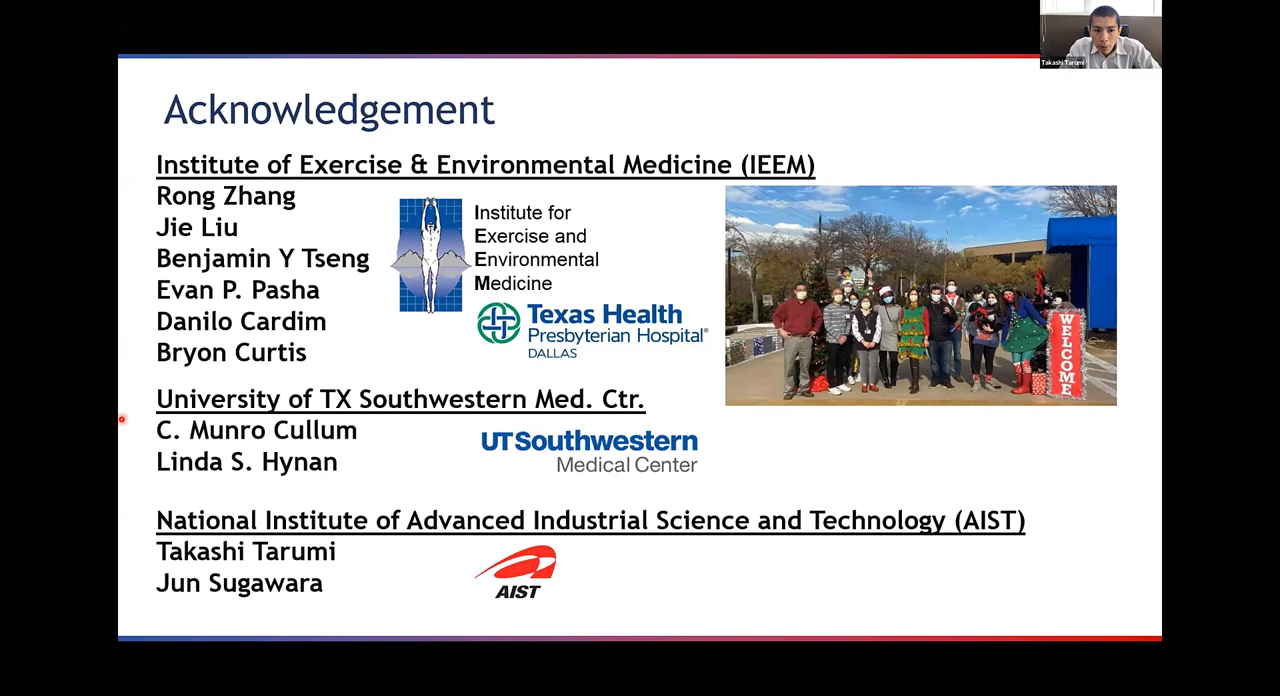 Takashi Tarumi
Acknowledgement
Institute of Exercise & Environmental Medicine (IEEM)
Rong Zhang
Jie Liu
Benjamin Y Tseng
Evan P. Pasha
Danilo Cardim
Bryon Curtis
Institute for
Exercise and
Environmental
Medicine
Texas Health
Presbyterian Hospital®
DALLAS
WELCOME
University of TX Southwestern Med. Ctr.
C. Munro Cullum
Linda S. Hynan
UTSouthwestern
Medical Center
National Institute of Advanced Industrial Science and Technology (AIST)
Takashi Tarumi
Jun Sugawara
AIST